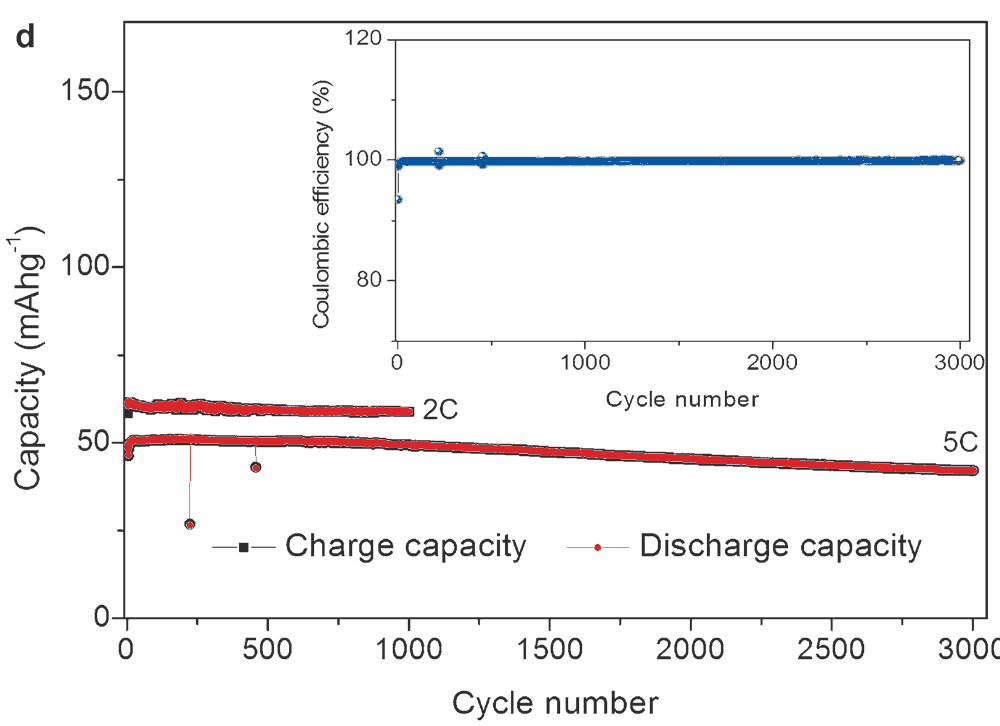 d
150
100
50
0
Capacity (mAhg⁻¹)
120
100
80
Coulombic efficiency (%)
0 1000 2000 3000
Cycle number
2C
5C
Charge capacity Discharge capacity
0 500 1000 1500 2000 2500 3000
Cycle number